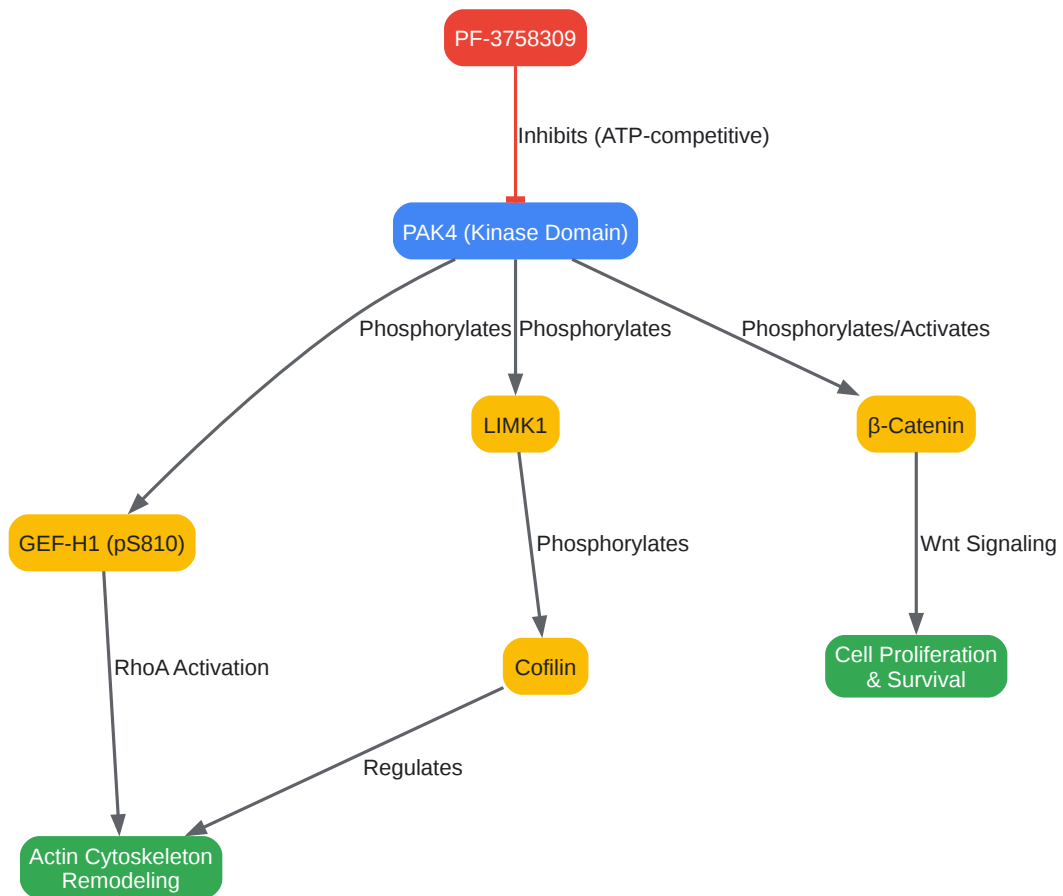 PF-3758309
Inhibits (ATP-competitive)
PAK4 (Kinase Domain)
Phosphorylates
Phosphorylates
Phosphorylates/Activates
LIMK1
β-Catenin
GEF-H1 (pS810)
Phosphorylates
Wnt Signaling
RhoA Activation
Cofilin
Cell Proliferation
& Survival
Regulates
Actin Cytoskeleton
Remodeling